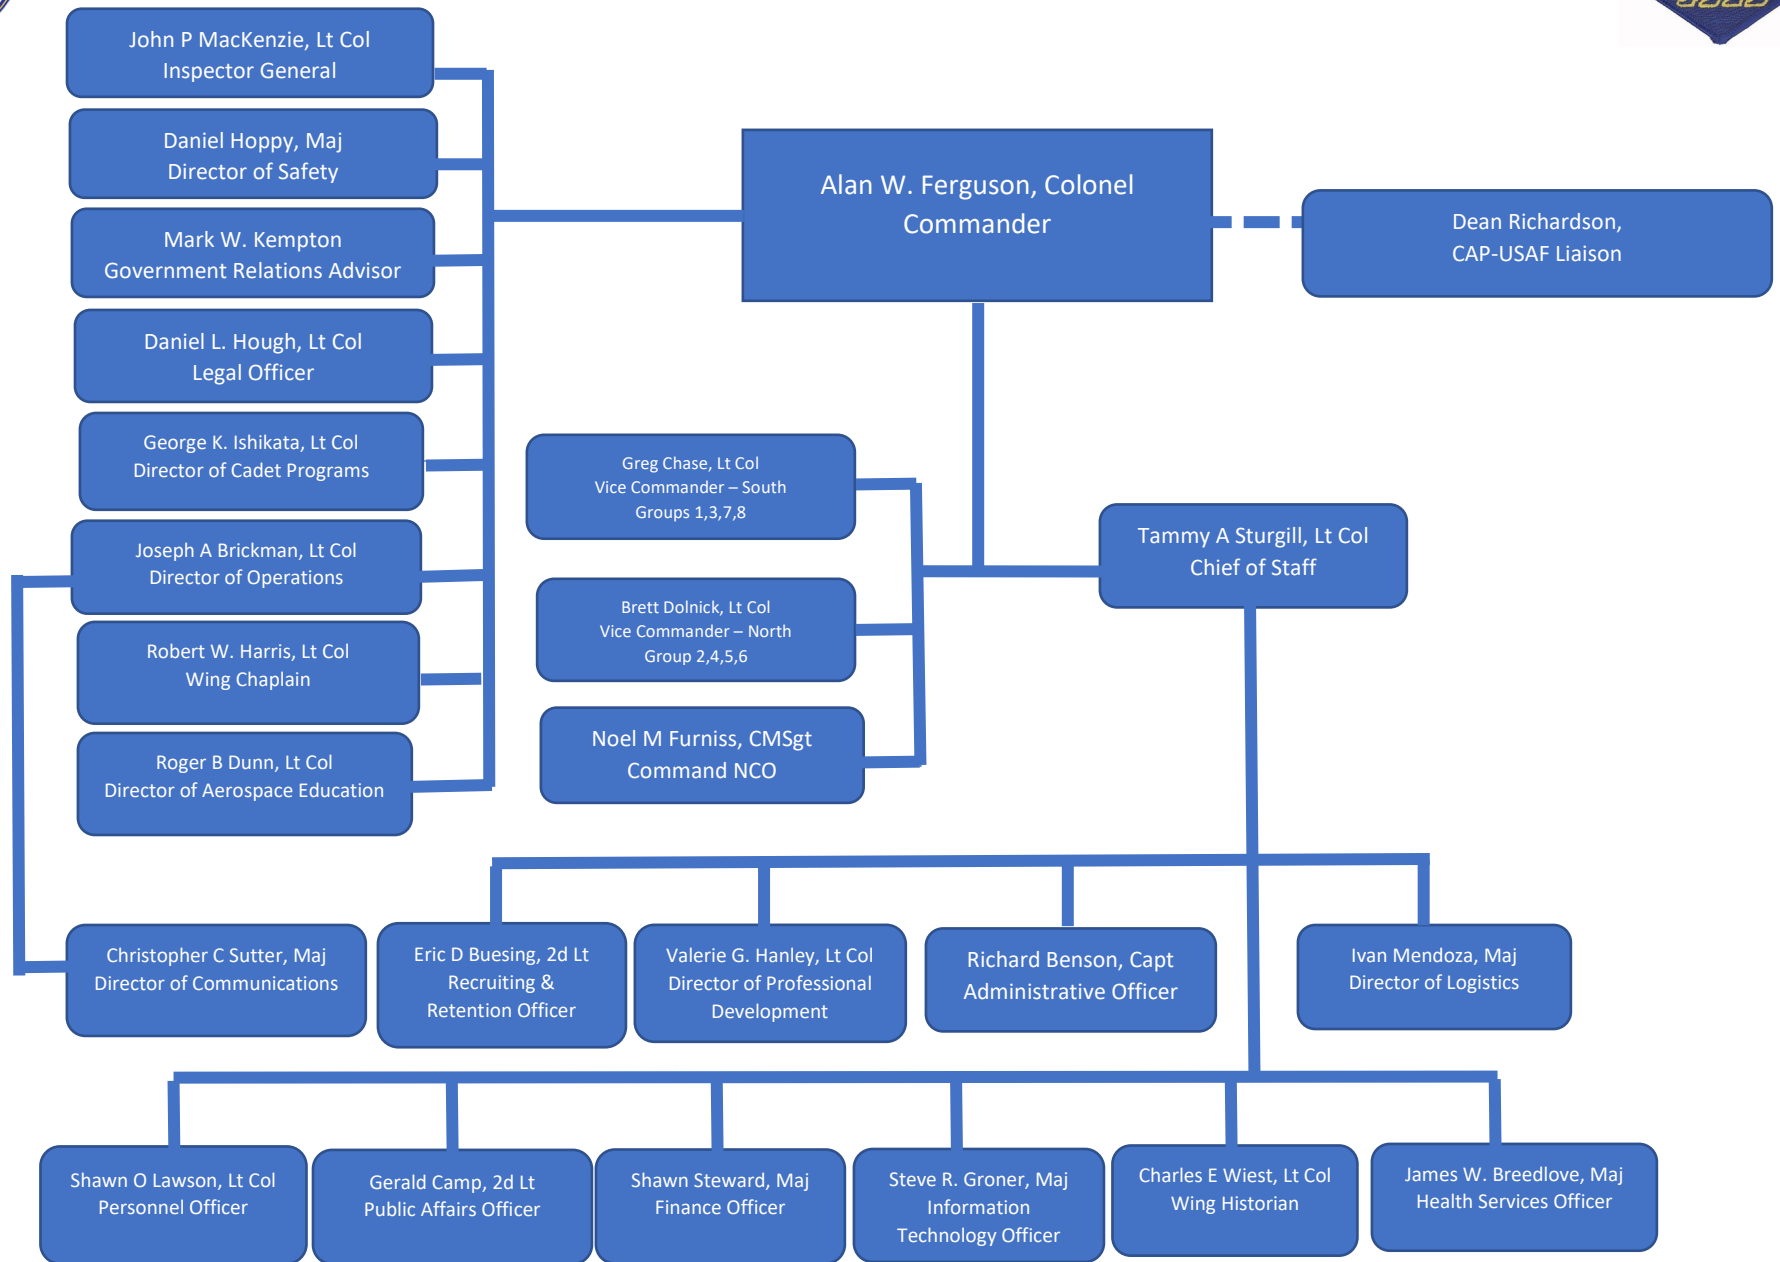 John P MacKenzie, Lt Col
Inspector General
Daniel Hoppy, Maj
Director of Safety
Mark W. Kempton
Government Relations Advisor
Daniel L. Hough, Lt Col
Legal Officer
George K. Ishikata, Lt Col
Director of Cadet Programs
Joseph A Brickman, Lt Col
Director of Operations
Robert W. Harris, Lt Col
Wing Chaplain
Roger B Dunn, Lt Col
Director of Aerospace Education
Alan W. Ferguson, Colonel
Commander
Dean Richardson,
CAP-USAF Liaison
Greg Chase, Lt Col
Vice Commander – South
Groups 1,3,7,8
Brett Dolnick, Lt Col
Vice Commander – North
Group 2,4,5,6
Noel M Furniss, CMSgt
Command NCO
Tammy A Sturgill, Lt Col
Chief of Staff
Christopher C Sutter, Maj
Director of Communications
Eric D Buesing, 2d Lt
Recruiting &
Retention Officer
Valerie G. Hanley, Lt Col
Director of Professional
Development
Richard Benson, Capt
Administrative Officer
Ivan Mendoza, Maj
Director of Logistics
Shawn O Lawson, Lt Col
Personnel Officer
Gerald Camp, 2d Lt
Public Affairs Officer
Shawn Steward, Maj
Finance Officer
Steve R. Groner, Maj
Information
Technology Officer
Charles E Wiest, Lt Col
Wing Historian
James W. Breedlove, Maj
Health Services Officer